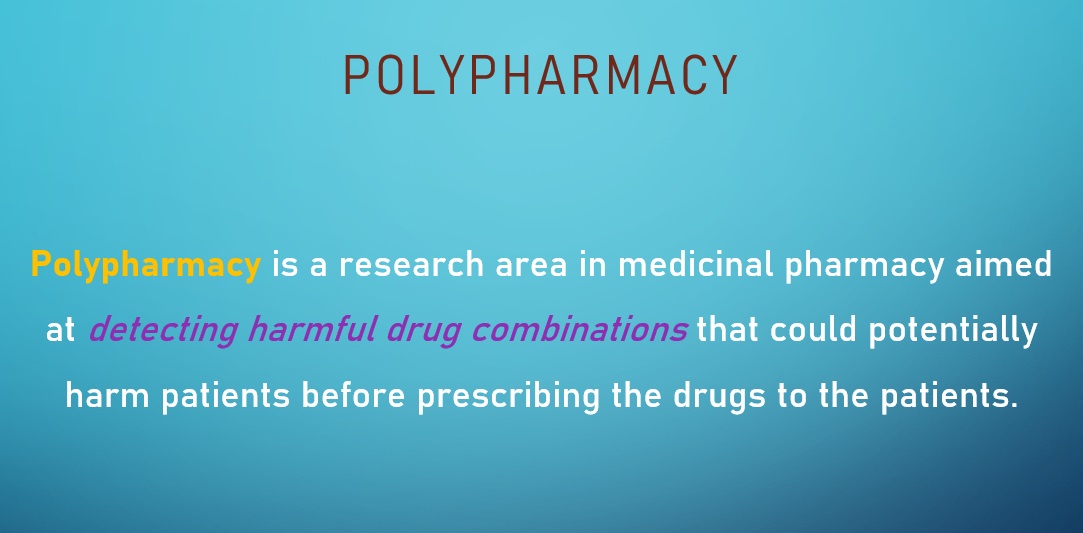 POLYPHARMACY
Polypharmacy is a research area in medicinal pharmacy aimed
at detecting harmful drug combinations that could potentially
harm patients before prescribing the drugs to the patients.